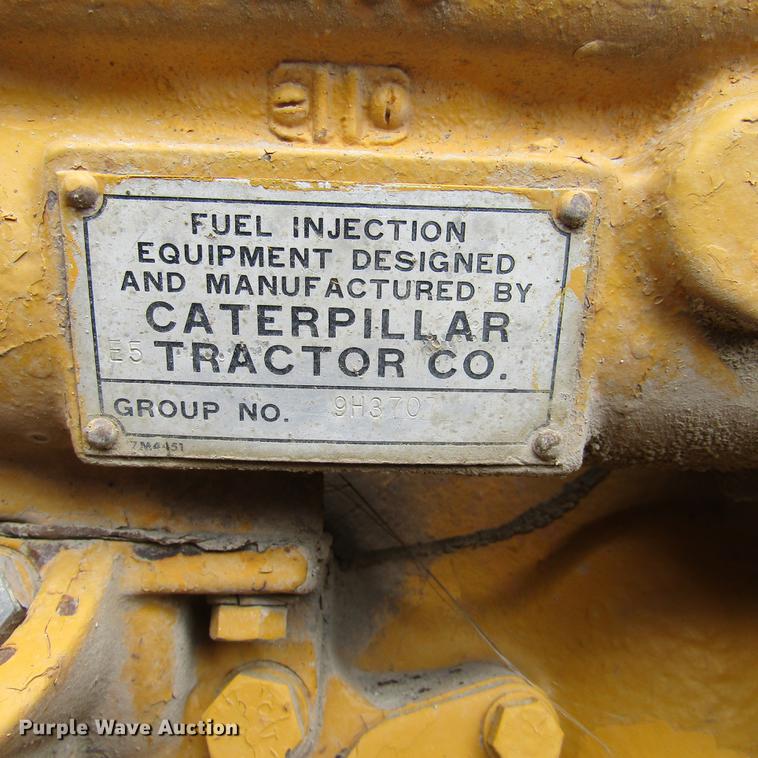 FUEL INJECTION
EQUIPMENT DESIGNED
AND MANUFACTURED BY
CATERPILLAR
E5 TRACTOR CO.
GROUP NO. 9H3707
7M4451
Purple Wave Auction